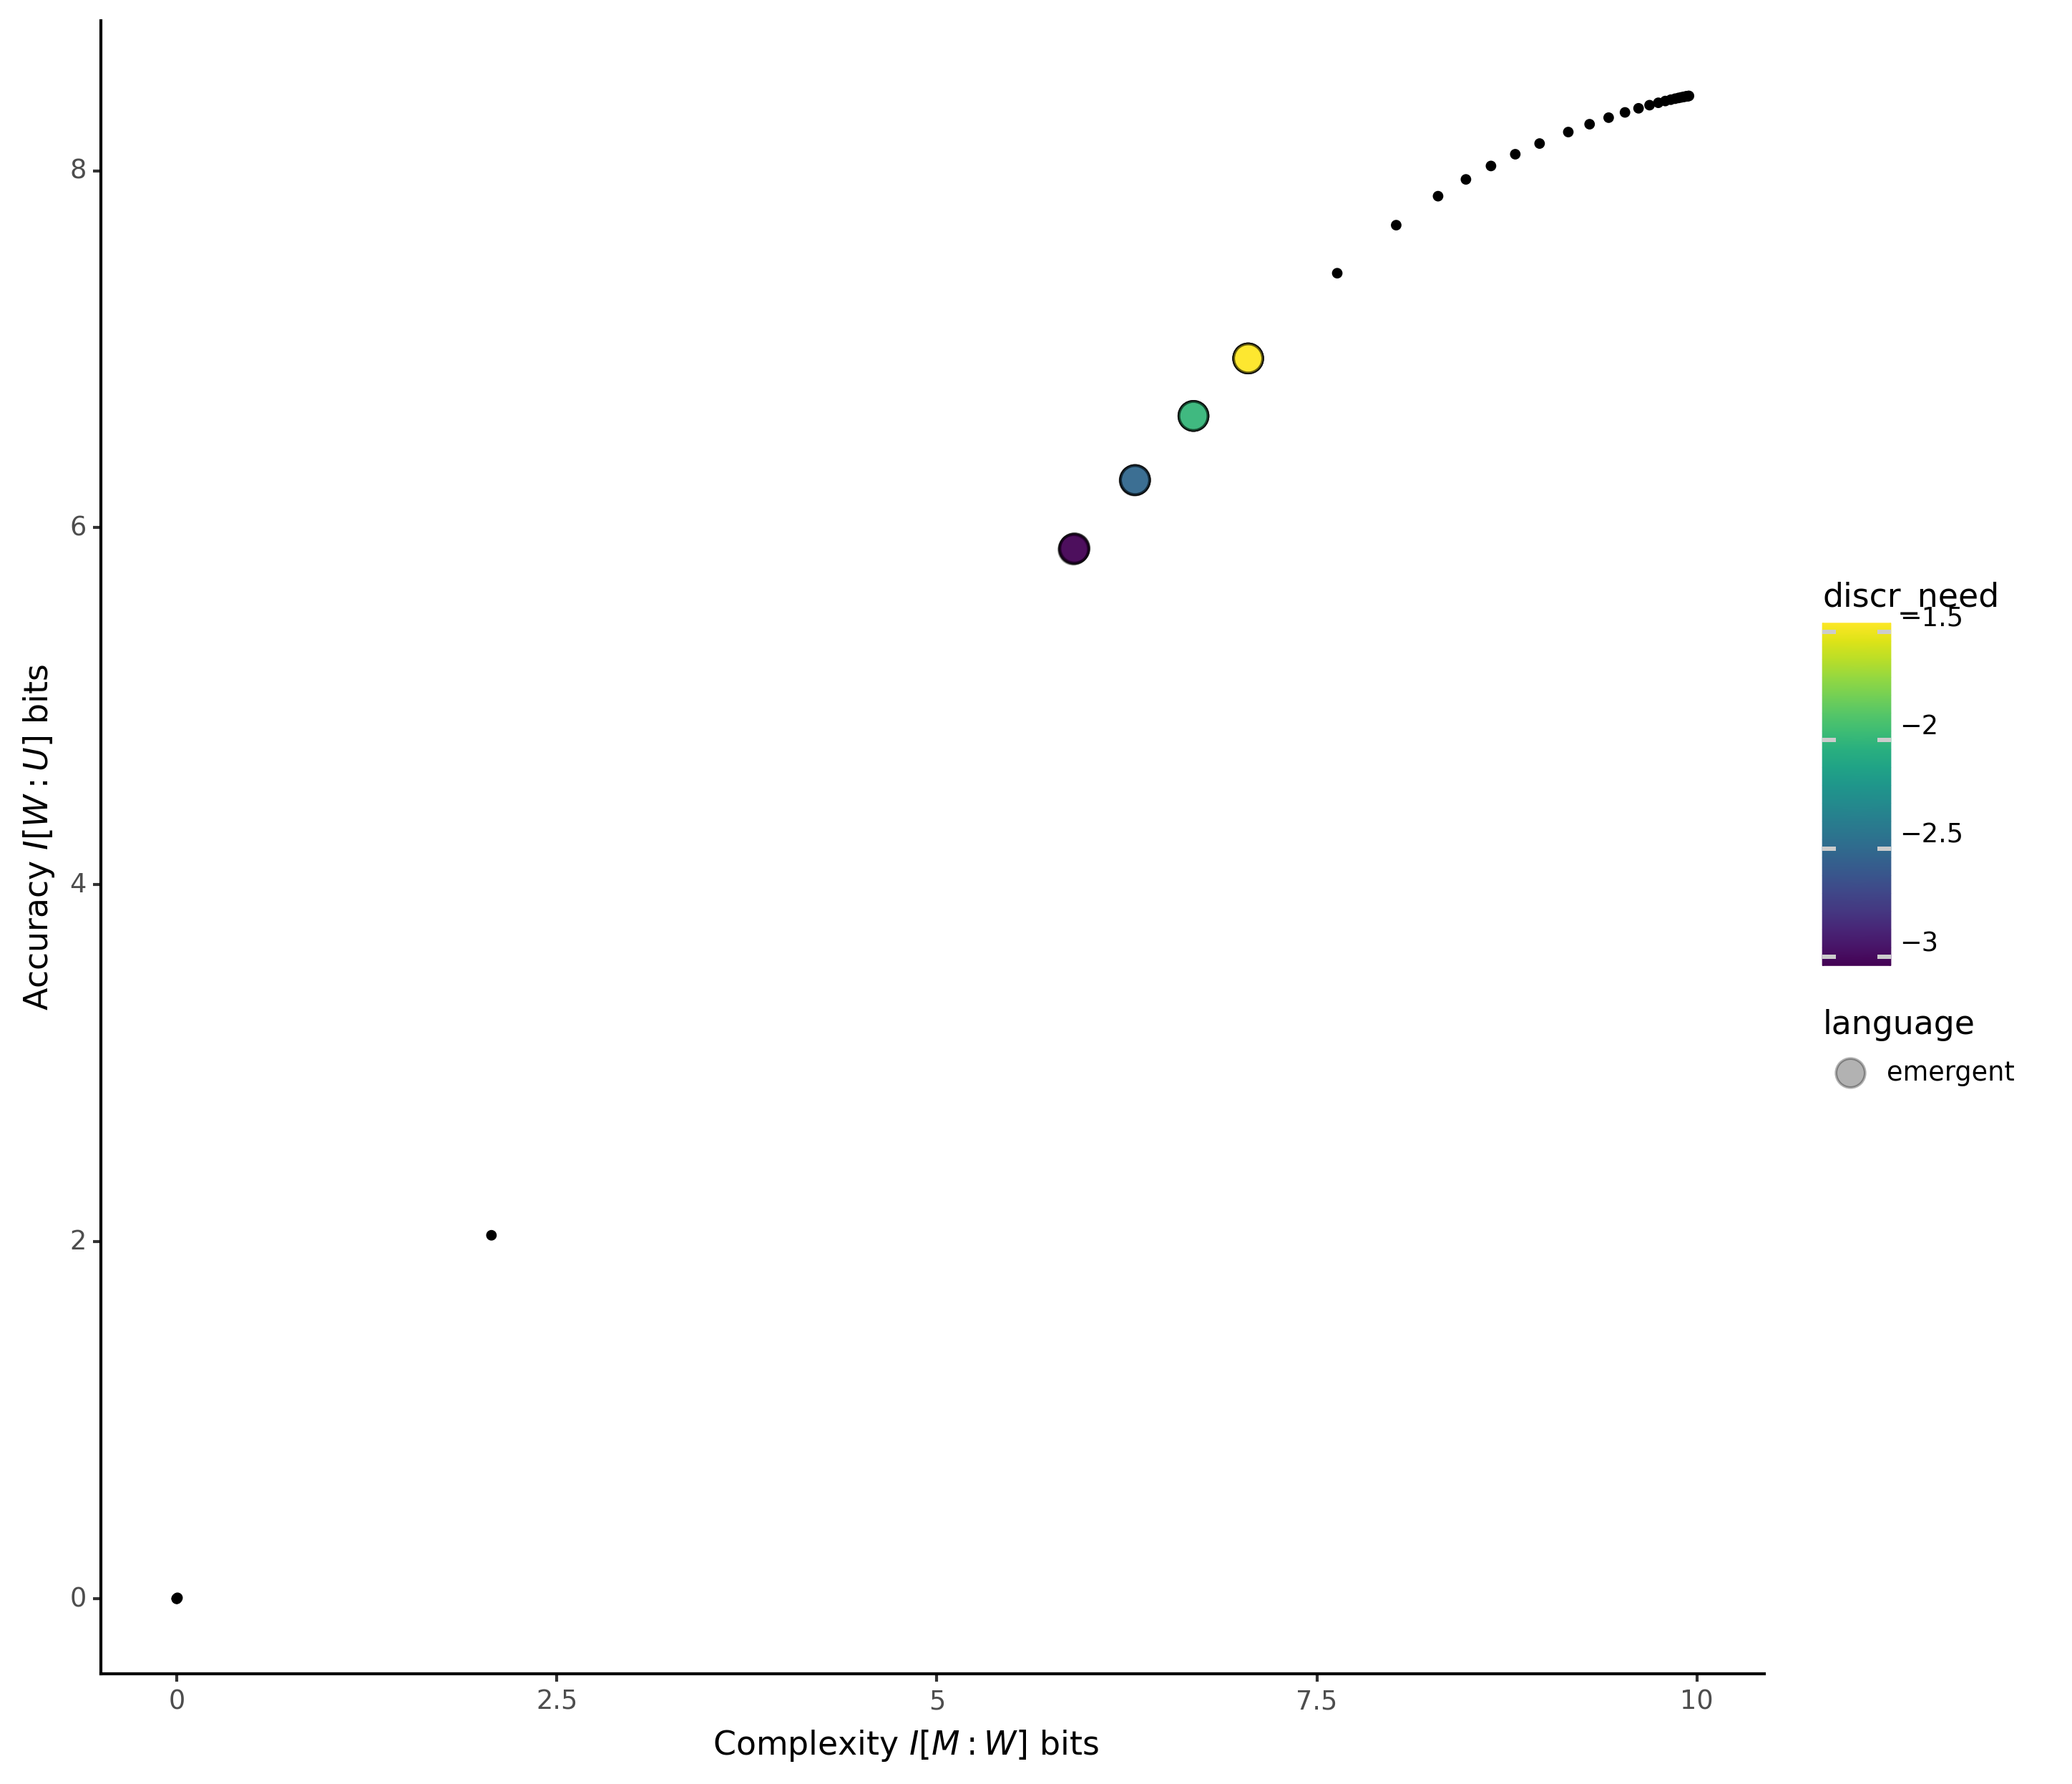 8
6
4
2
0
0
2.5
5
7.5
10
Accuracy I[W : U] bits
Complexity I[M : W] bits
discr_need
−1.5
−2
−2.5
−3
language
emergent